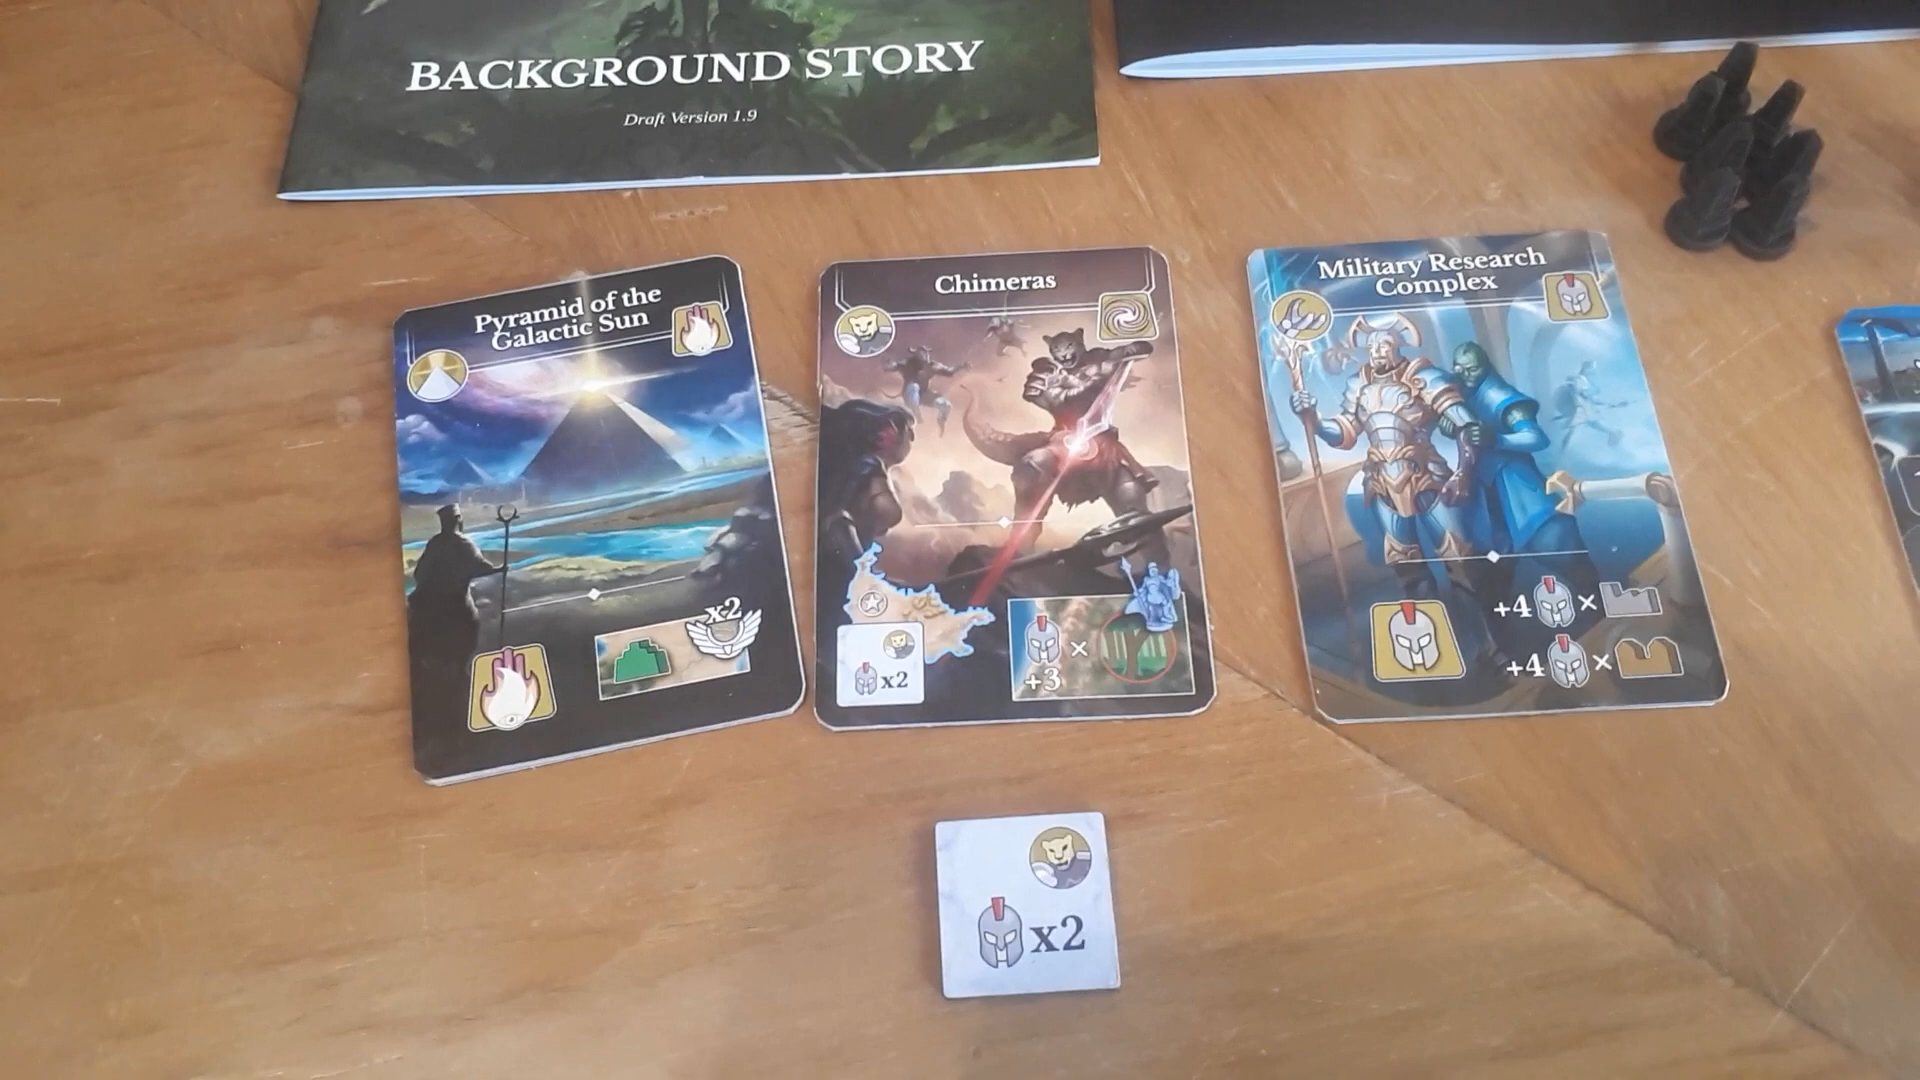 BACKGROUND STORY
Draft Version 1.9
Pyramid of the
Galactic Sun
x2
Chimeras
x2
×
+3
Military Research
Complex
+4 ×
+4 ×
x2